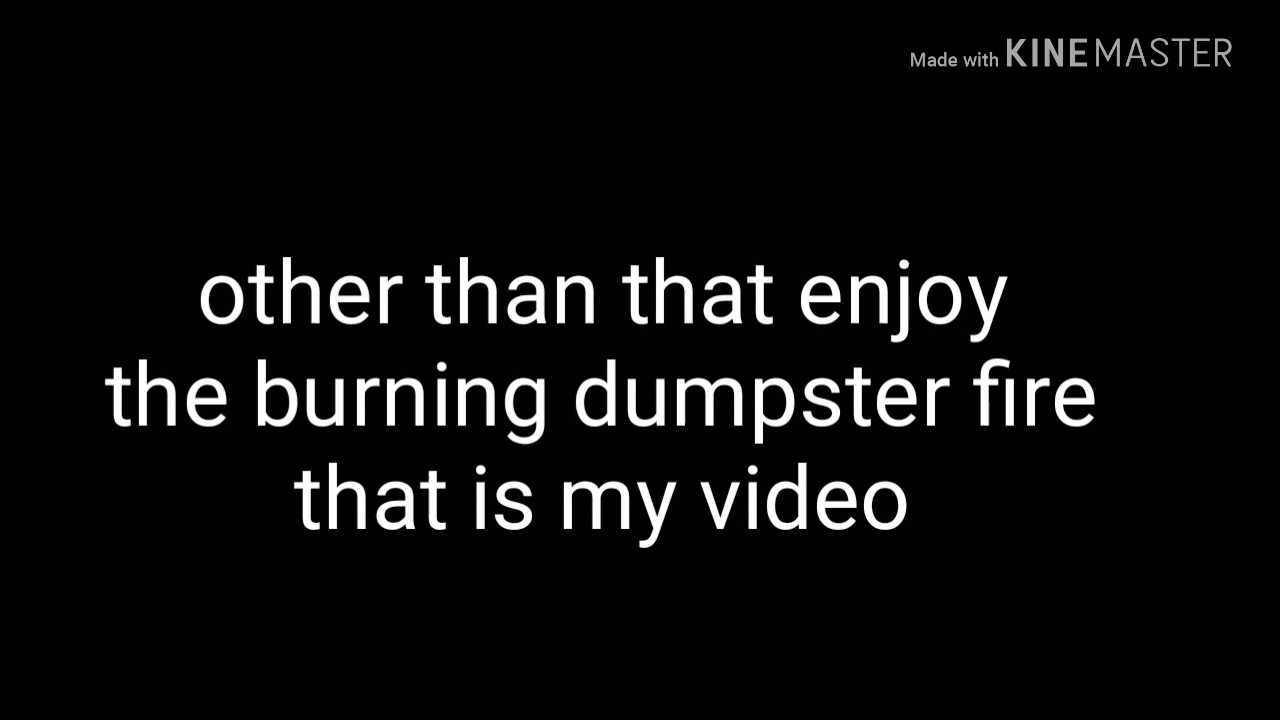 Made with KINEMASTER
other than that enjoy
the burning dumpster fire
that is my video